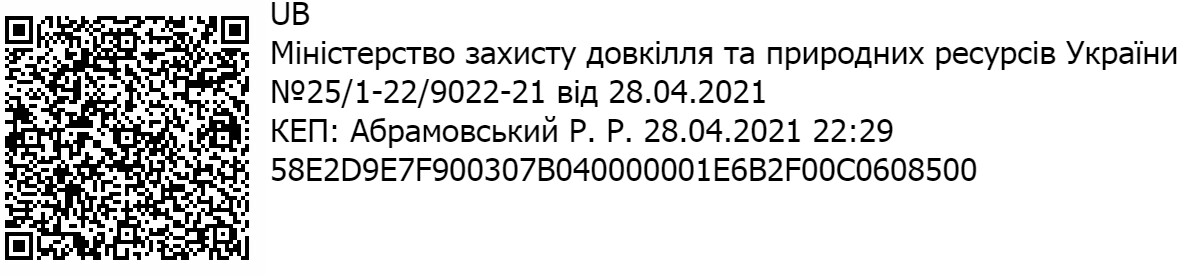 UB
Міністерство захисту довкілля та природних ресурсів України
№25/1-22/9022-21 від 28.04.2021
КЕП: Абрамовський Р. Р. 28.04.2021 22:29
58E2D9E7F900307B040000001E6B2F00C0608500